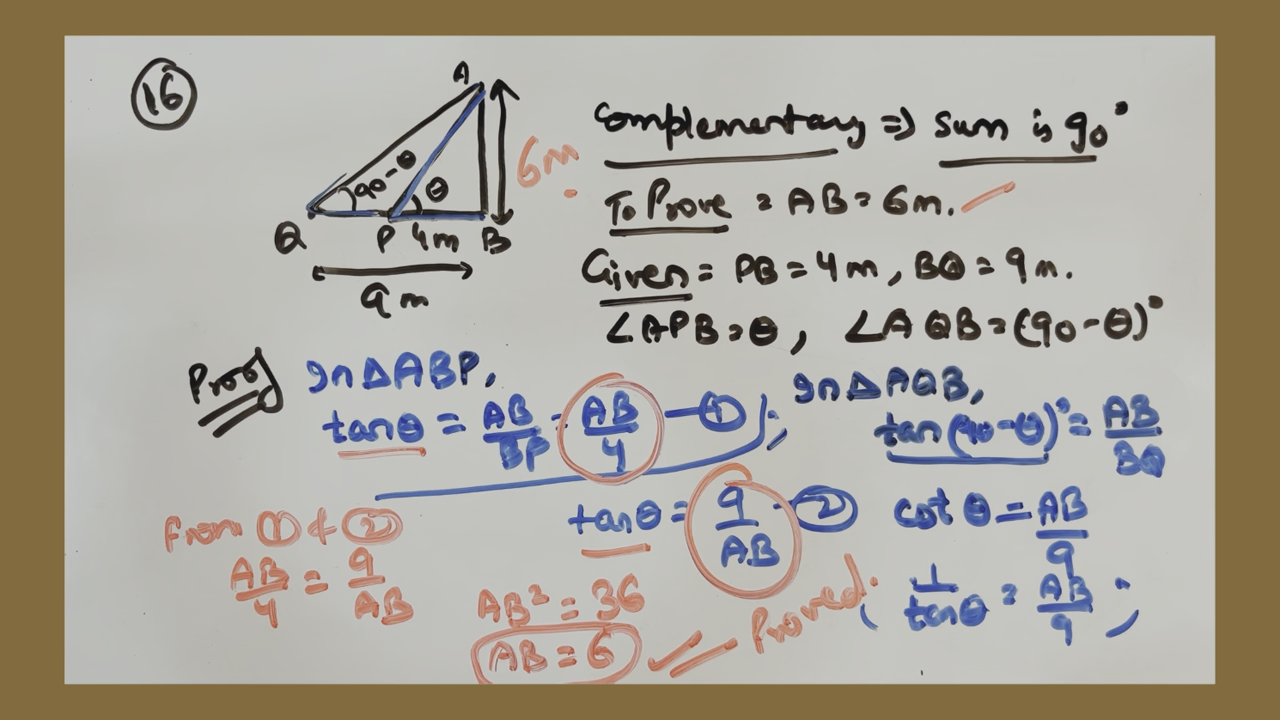 16
A
90-θ
θ
6m
Q P 4m B
9m
Complementary => Sum is 90°
To Prove = AB = 6m.
Given = PB = 4m, BQ = 9m.
∠APB = θ, ∠AQB = (90-θ)°
Proof
In ΔABP,
tanθ = AB/BP = AB/4 - ①
In ΔAQB,
tan(90-θ)° = AB/BQ
cot θ = AB/9
1/tanθ = AB/9
tanθ = 9/AB - ②
From ① & ②
AB/4 = 9/AB
AB² = 36
AB = 6
Proved.